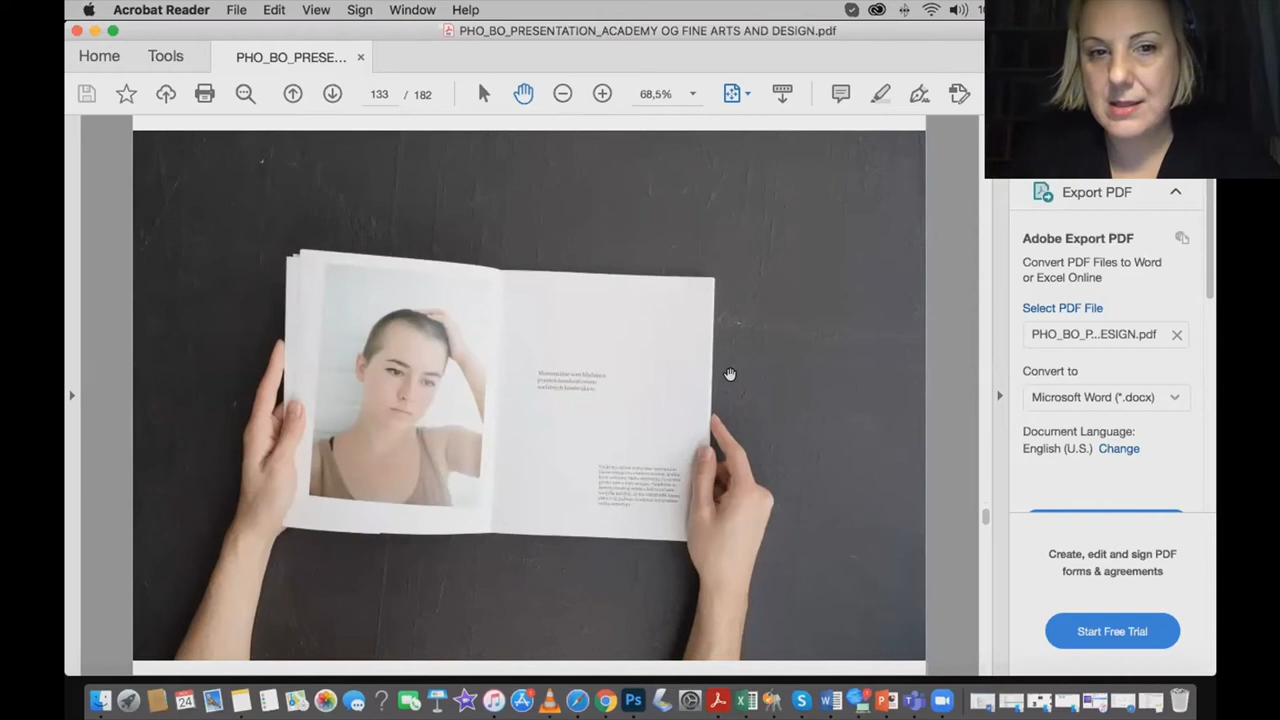 Acrobat Reader File Edit View Sign Window Help
PHO_BO_PRESENTATION_ACADEMY OG FINE ARTS AND DESIGN.pdf
Home Tools PHO_BO_PRESE...
133 / 182 68,5%
Export PDF
Adobe Export PDF
Convert PDF Files to Word
or Excel Online
Select PDF File
PHO_BO_P...ESIGN.pdf
Convert to
Microsoft Word (*.docx)
Document Language:
English (U.S.) Change
Create, edit and sign PDF
forms & agreements
Start Free Trial
24
Ps